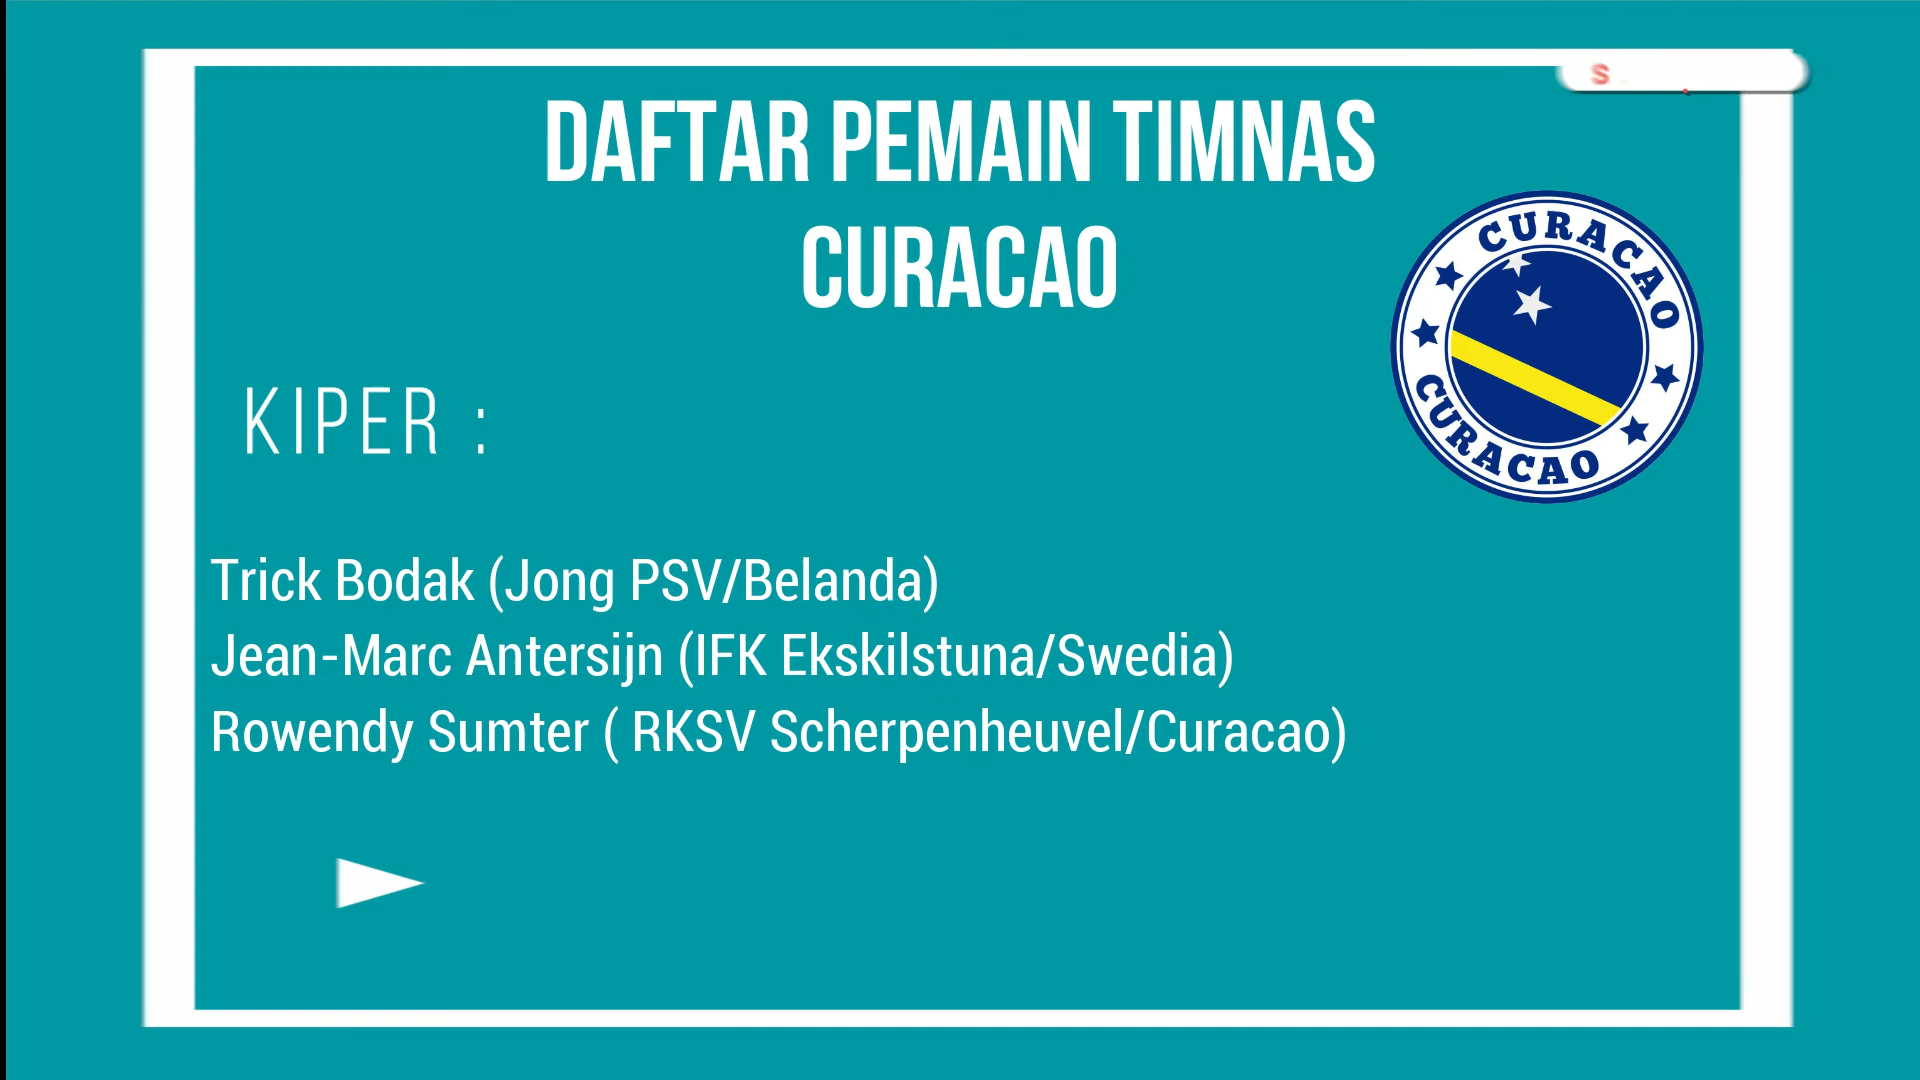 DAFTAR PEMAIN TIMNAS
CURACAO
CURACAO
CURACAO
KIPER :
Trick Bodak (Jong PSV/Belanda)
Jean-Marc Antersijn (IFK Ekskilstuna/Swedia)
Rowendy Sumter ( RKSV Scherpenheuvel/Curacao)